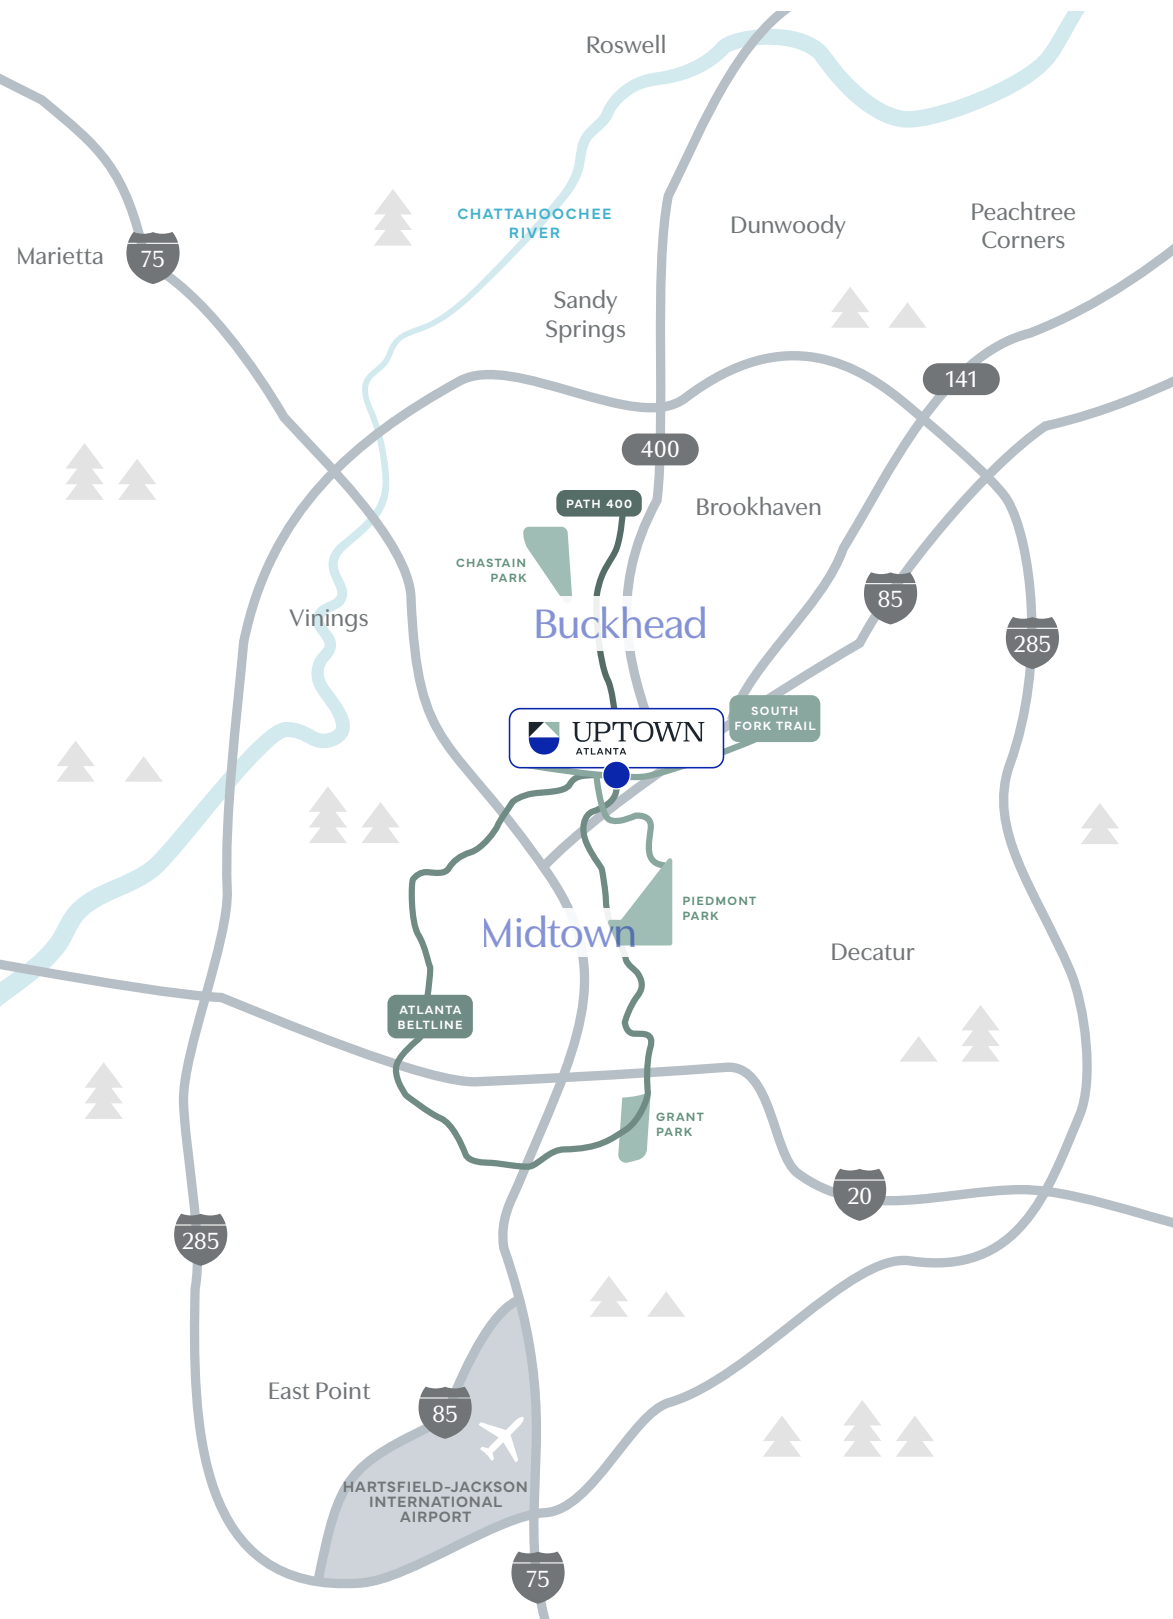 Roswell
CHATTAHOOCHEE
RIVER
Dunwoody
Peachtree
Corners
Marietta
75
Sandy
Springs
141
400
PATH 400
Brookhaven
CHASTAIN
PARK
85
Vinings
Buckhead
285
SOUTH
FORK TRAIL
UPTOWN
ATLANTA
PIEDMONT
PARK
Midtown
Decatur
ATLANTA
BELTLINE
GRANT
PARK
20
285
East Point
85
HARTSFIELD-JACKSON
INTERNATIONAL
AIRPORT
75